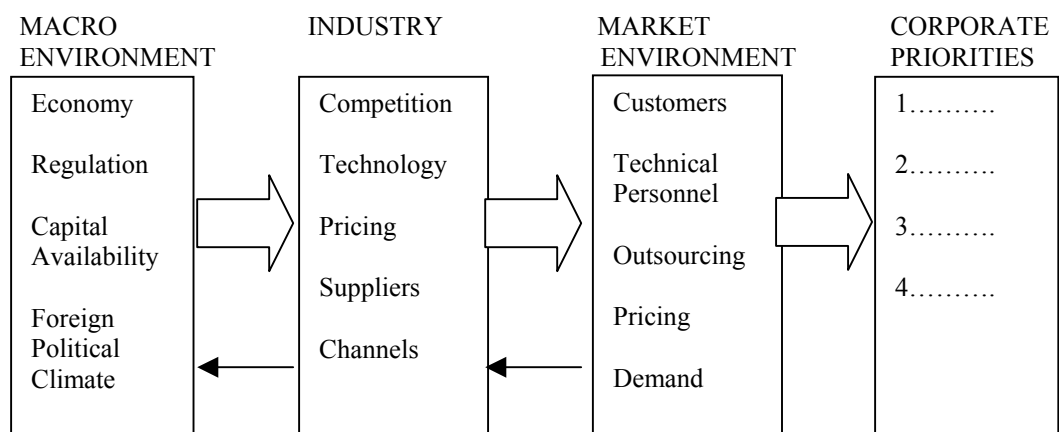 MACRO
ENVIRONMENT
Economy
Regulation
Capital
Availability
Foreign
Political
Climate
INDUSTRY
Competition
Technology
Pricing
Suppliers
Channels
MARKET
ENVIRONMENT
Customers
Technical
Personnel
Outsourcing
Pricing
Demand
CORPORATE
PRIORITIES
1……….
2……….
3……….
4……….